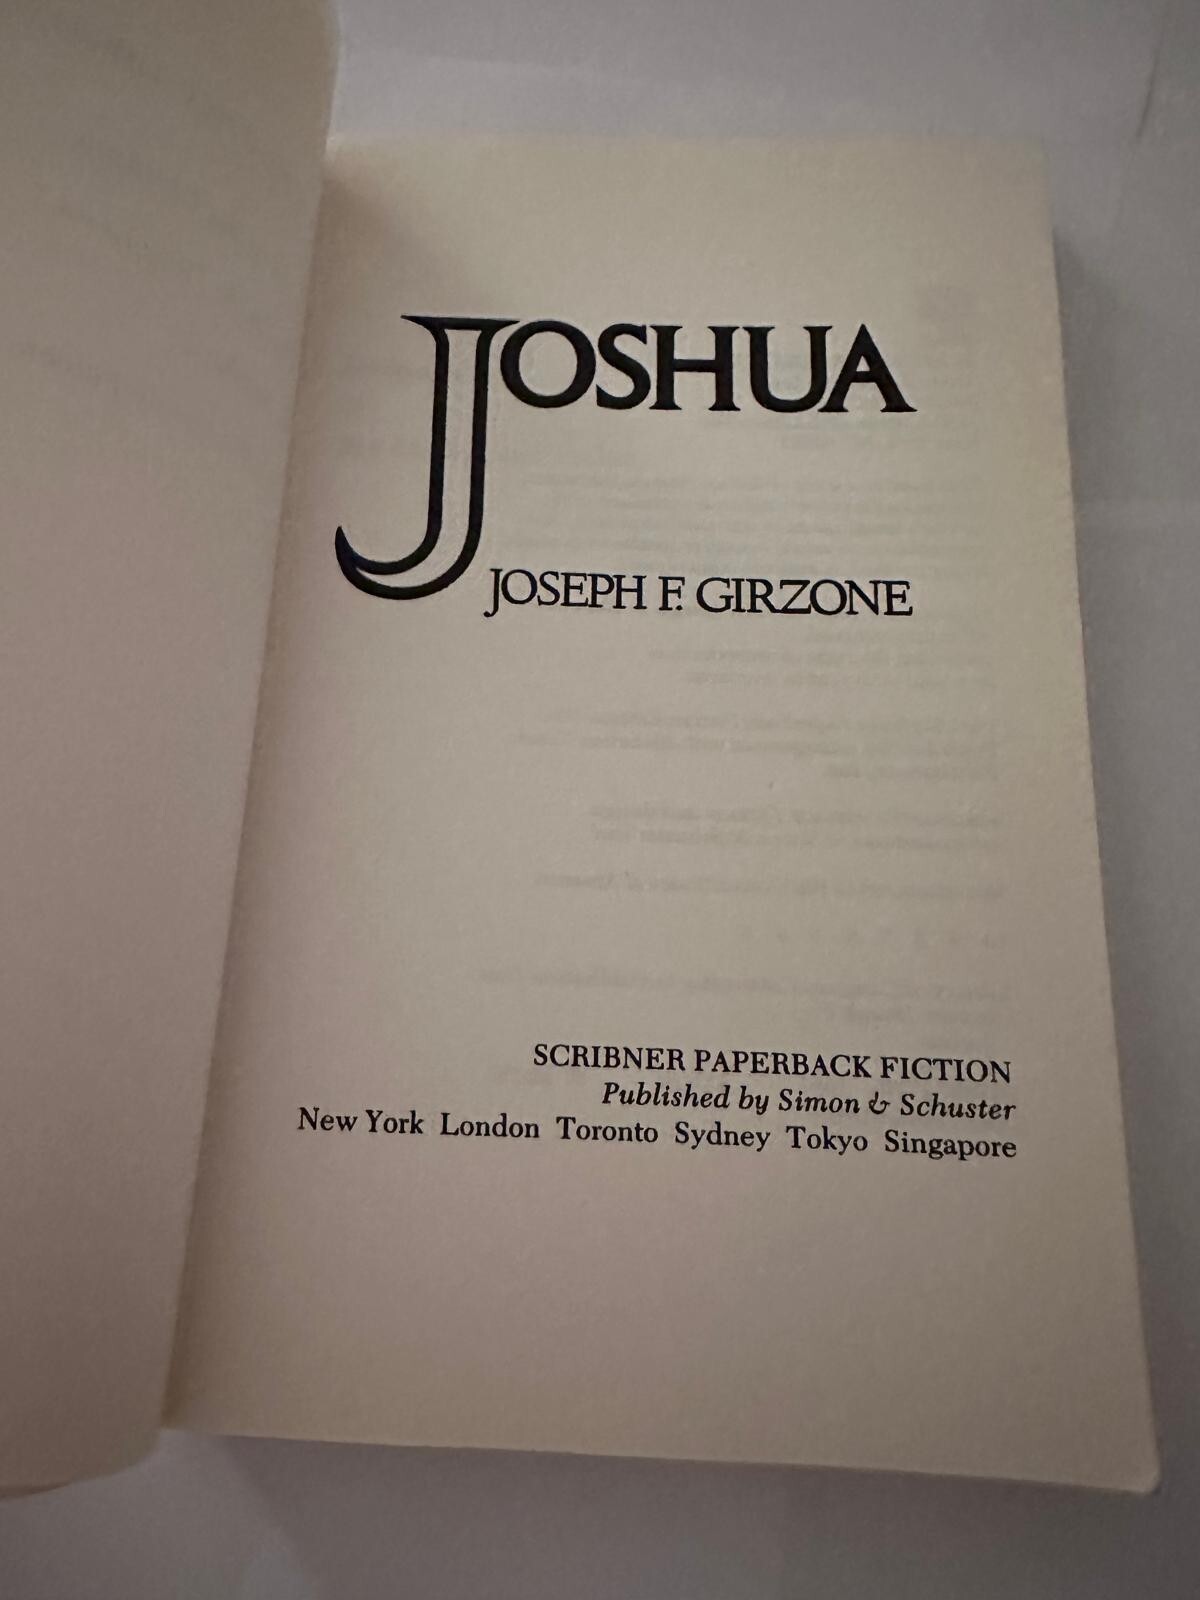 JOSHUA
JOSEPH F. GIRZONE
SCRIBNER PAPERBACK FICTION
Published by Simon & Schuster
New York London Toronto Sydney Tokyo Singapore